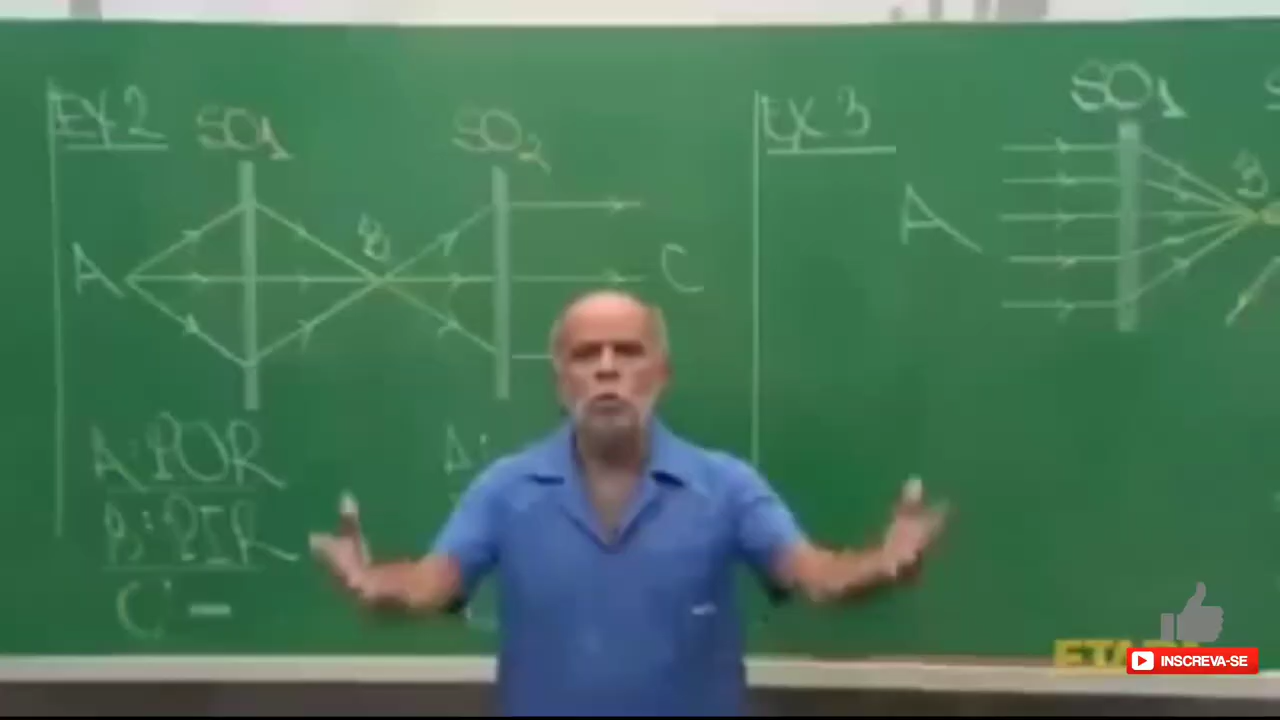 EX 2
SO1
SO2
B
A
C
A: POR
B: PIR
C: —
A:
EX 3
SO1
B
A
INSCREVA-SE